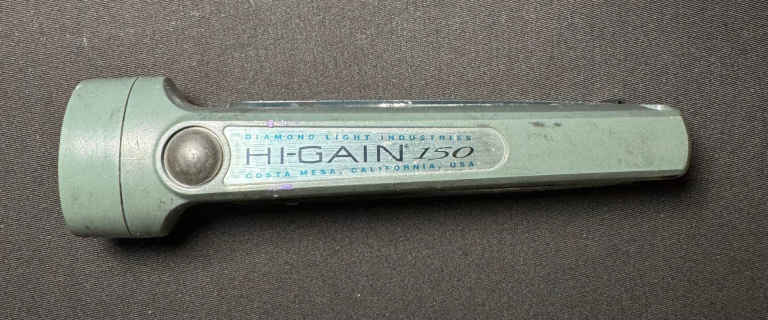 DIAMOND LIGHT INDUSTRIES
HI-GAIN® 150
COSTA MESA, CALIFORNIA, USA